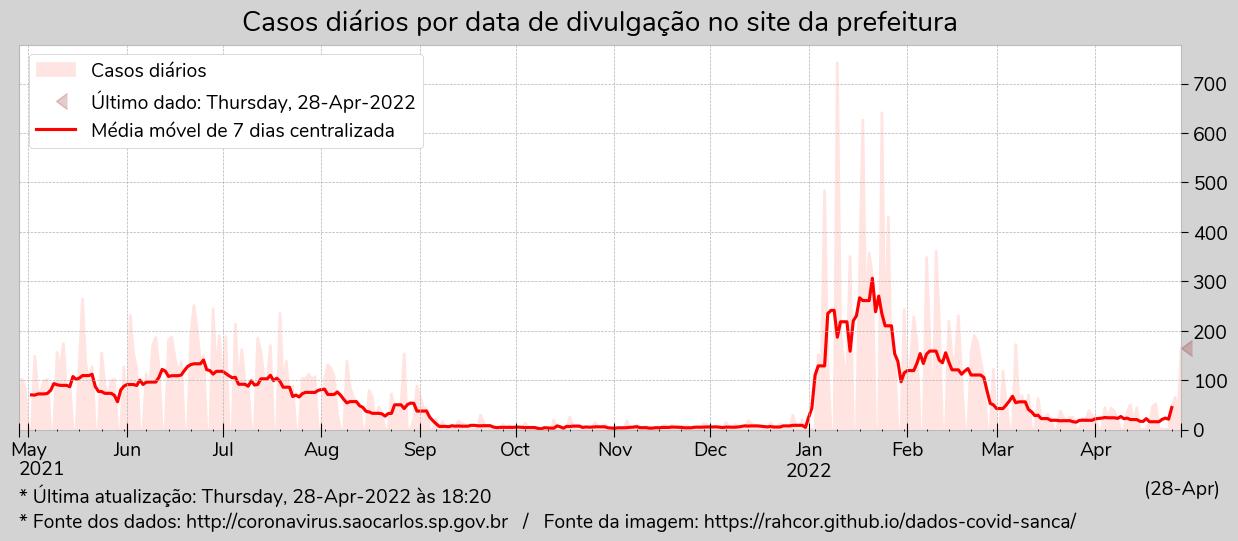 Casos diários por data de divulgação no site da prefeitura
Casos diários
Último dado: Thursday, 28-Apr-2022
Média móvel de 7 dias centralizada
700
600
500
400
300
200
100
0
May Jun Jul Aug Sep Oct Nov Dec Jan Feb Mar Apr
2021 2022
(28-Apr)
* Última atualização: Thursday, 28-Apr-2022 às 18:20
* Fonte dos dados: http://coronavirus.saocarlos.sp.gov.br / Fonte da imagem: https://rahcor.github.io/dados-covid-sanca/